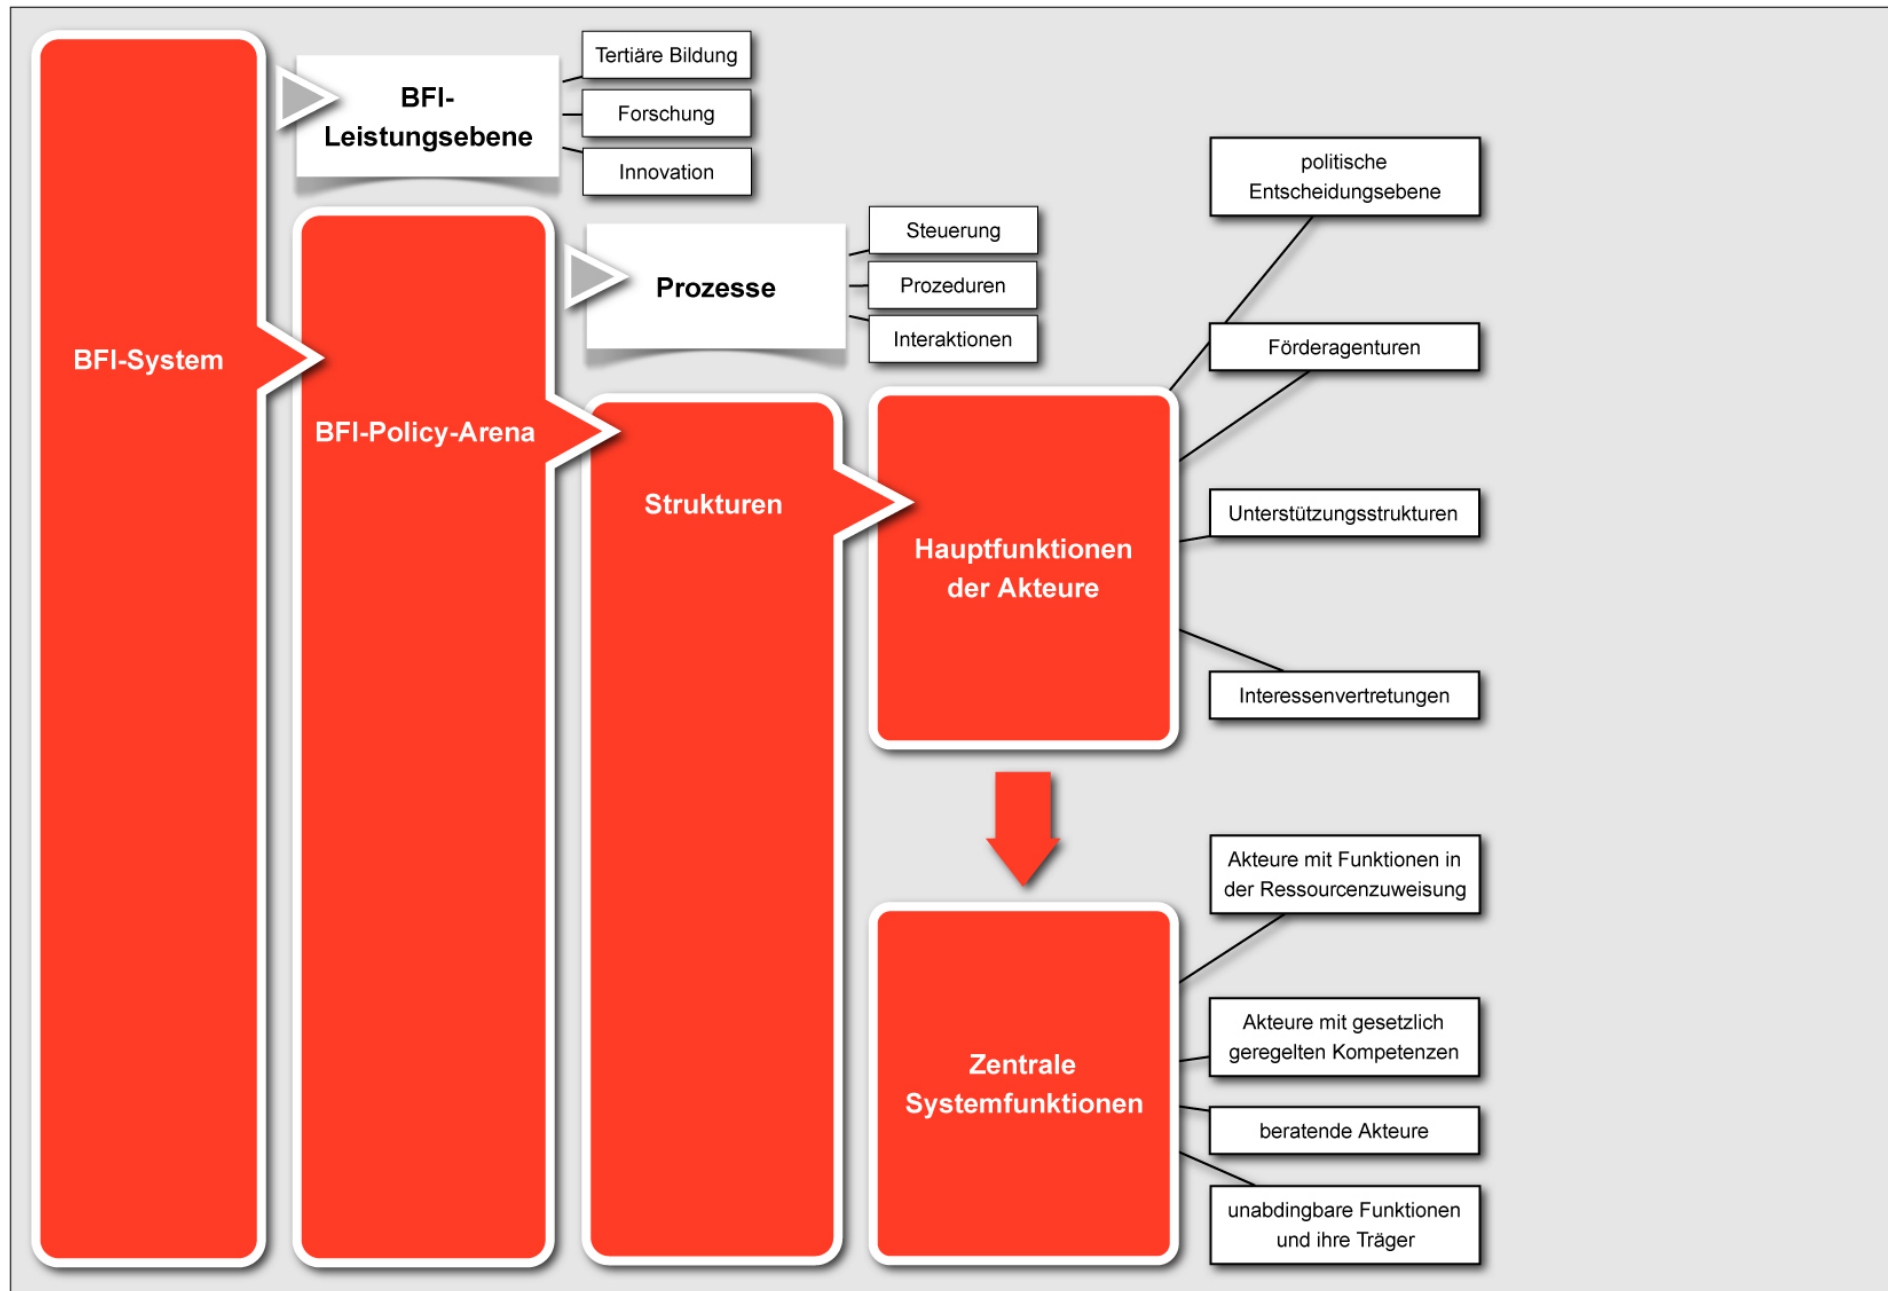 BFI-System
BFI-
Leistungsebene
Tertiäre Bildung
Forschung
Innovation
BFI-Policy-Arena
Prozesse
Steuerung
Prozeduren
Interaktionen
Strukturen
Hauptfunktionen
der Akteure
politische
Entscheidungsebene
Förderagenturen
Unterstützungsstrukturen
Interessenvertretungen
Zentrale
Systemfunktionen
Akteure mit Funktionen in
der Ressourcenzuweisung
Akteure mit gesetzlich
geregelten Kompetenzen
beratende Akteure
unabdingbare Funktionen
und ihre Träger